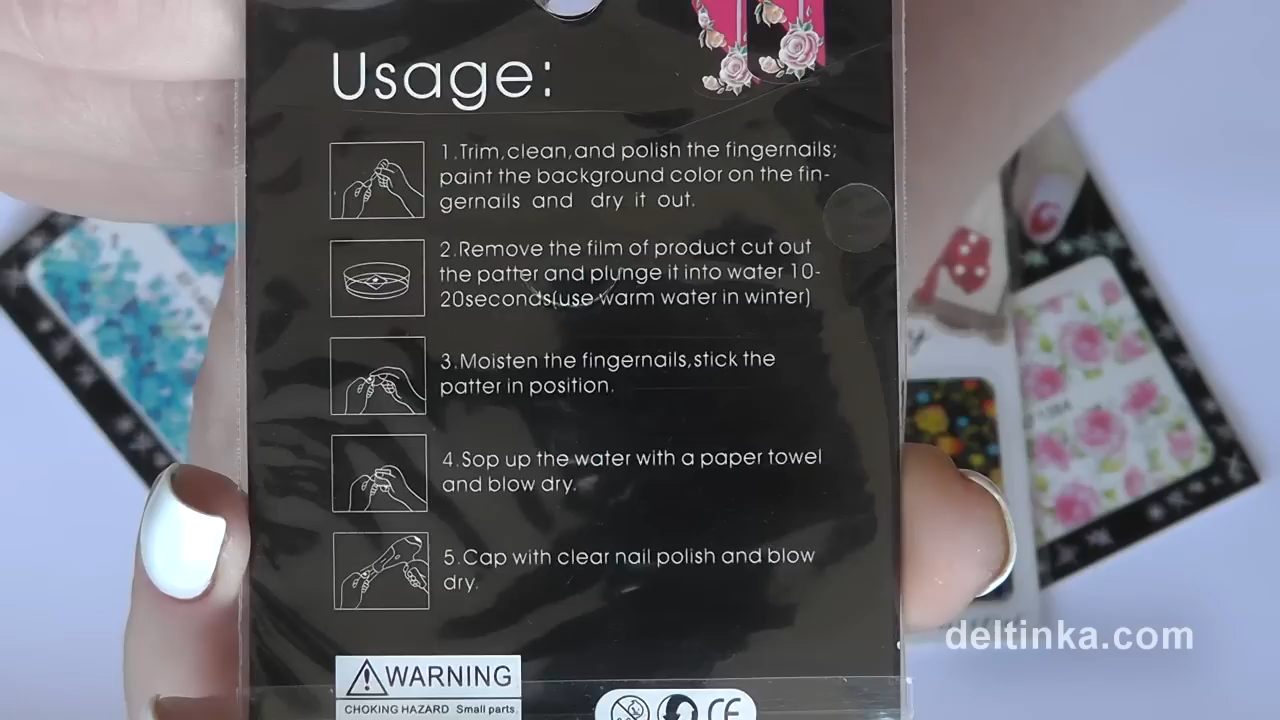 Usage:
1.Trim,clean,and polish the fingernails;
paint the background color on the fin-
gernails and dry it out.
2.Remove the film of product cut out
the patter and plunge it into water 10-
20seconds(use warm water in winter)
3.Moisten the fingernails,stick the
patter in position.
4.Sop up the water with a paper towel
and blow dry.
5.Cap with clear nail polish and blow
dry.
WARNING
CHOKING HAZARD Small parts
CE
deltinka.com